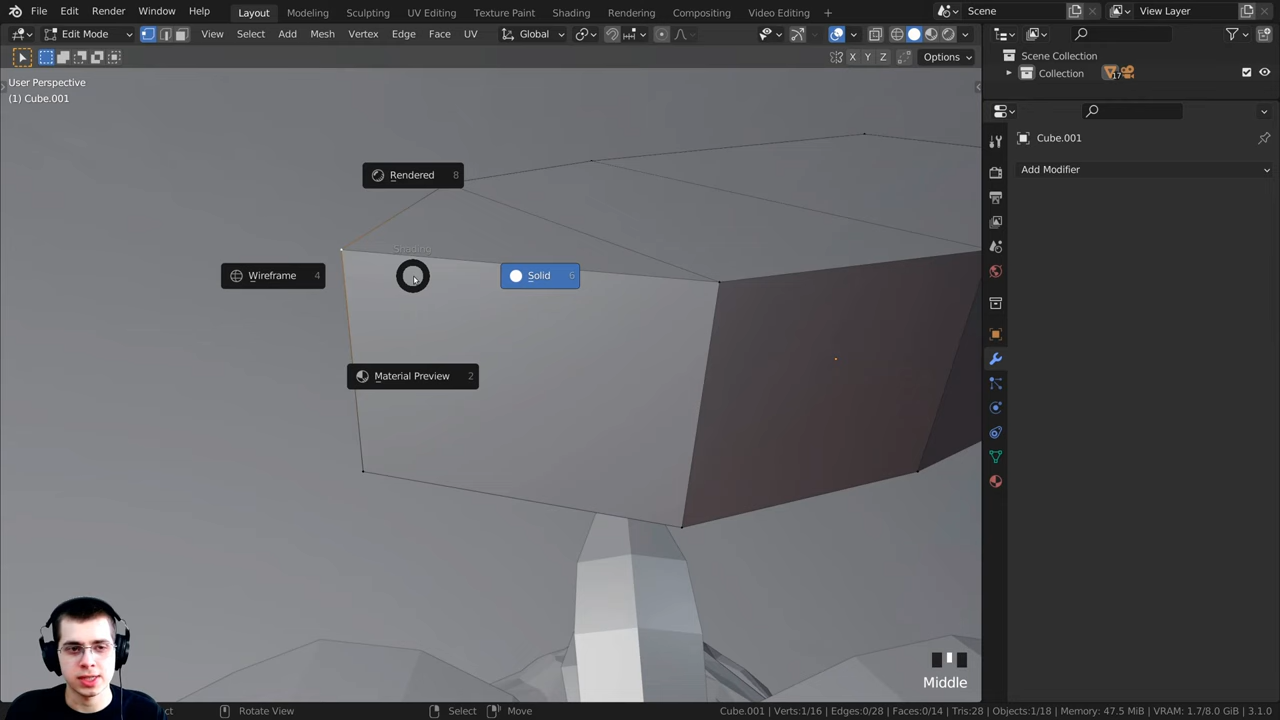 File Edit Render Window Help Layout Modeling Sculpting UV Editing Texture Paint Shading Rendering Compositing Video Editing + Scene View Layer
Edit Mode View Select Add Mesh Vertex Edge Face UV Global
X Y Z Options
User Perspective
(1) Cube.001
Scene Collection
Collection 17
Cube.001
Add Modifier
Rendered 8
Shading
Wireframe 4
Solid 6
Material Preview 2
Middle
Rotate View Select Move Cube.001 | Verts:1/16 | Edges:0/28 | Faces:0/14 | Tris:28 | Objects:1/18 | Memory: 47.5 MiB | VRAM: 1.7/8.0 GiB | 3.1.0